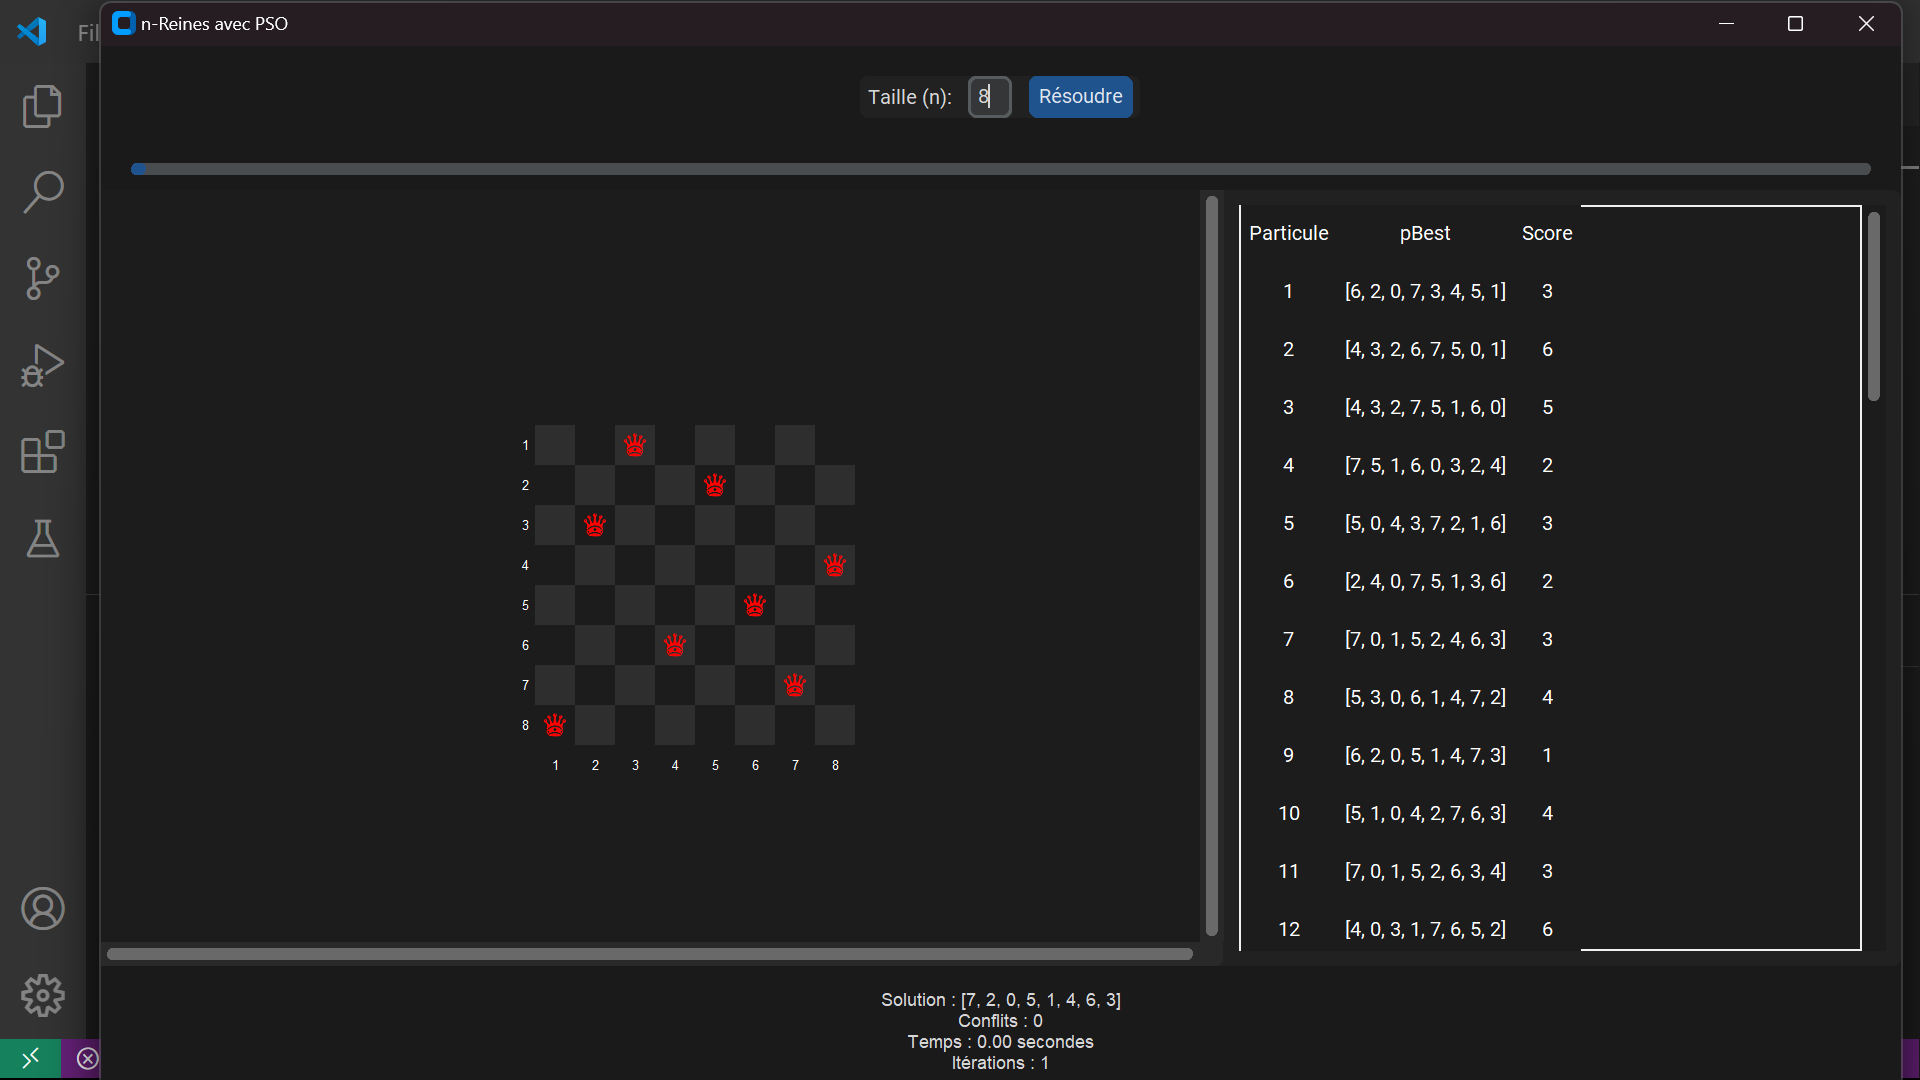 Fil
n-Reines avec PSO
Taille (n): 8 Résoudre
Particule pBest Score
1 [6, 2, 0, 7, 3, 4, 5, 1] 3
2 [4, 3, 2, 6, 7, 5, 0, 1] 6
3 [4, 3, 2, 7, 5, 1, 6, 0] 5
4 [7, 5, 1, 6, 0, 3, 2, 4] 2
5 [5, 0, 4, 3, 7, 2, 1, 6] 3
6 [2, 4, 0, 7, 5, 1, 3, 6] 2
7 [7, 0, 1, 5, 2, 4, 6, 3] 3
8 [5, 3, 0, 6, 1, 4, 7, 2] 4
9 [6, 2, 0, 5, 1, 4, 7, 3] 1
10 [5, 1, 0, 4, 2, 7, 6, 3] 4
11 [7, 0, 1, 5, 2, 6, 3, 4] 3
12 [4, 0, 3, 1, 7, 6, 5, 2] 6
1
2
3
4
5
6
7
8
1 2 3 4 5 6 7 8
Solution : [7, 2, 0, 5, 1, 4, 6, 3]
Conflits : 0
Temps : 0.00 secondes
Itérations : 1